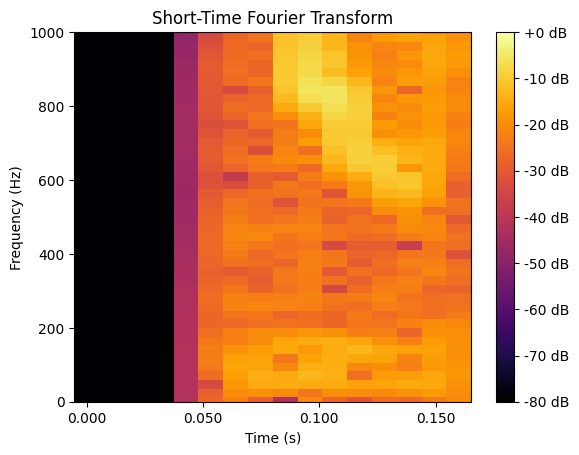 Short-Time Fourier Transform
1000
800
600
400
200
0
Frequency (Hz)
0.000
0.050
0.100
0.150
Time (s)
+0 dB
-10 dB
-20 dB
-30 dB
-40 dB
-50 dB
-60 dB
-70 dB
-80 dB